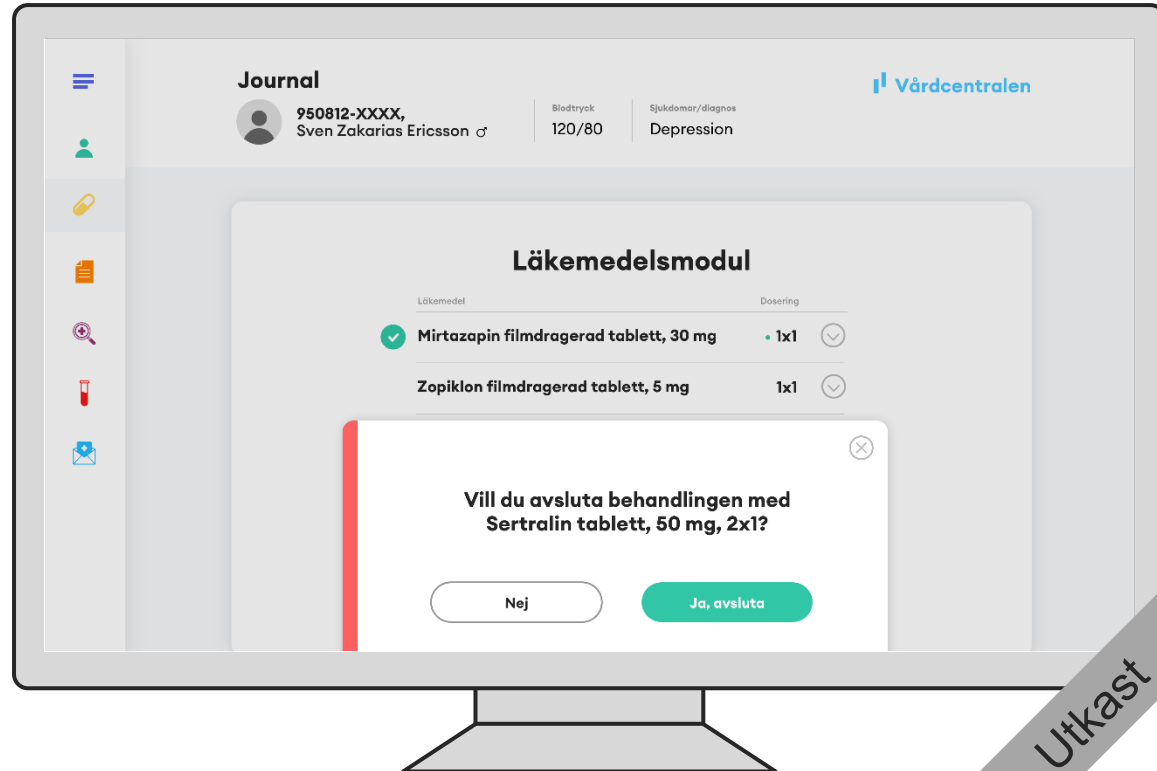 Journal
950812-XXXX,
Sven Zakarias Ericsson ♂
Blodtryck
120/80
Sjukdomar/diagnos
Depression
Vårdcentralen
Läkemedelsmodul
Läkemedel Dosering
Mirtazapin filmdragerad tablett, 30 mg • 1x1
Zopiklon filmdragerad tablett, 5 mg 1x1
Vill du avsluta behandlingen med
Sertralin tablett, 50 mg, 2x1?
Nej Ja, avsluta
Utkast